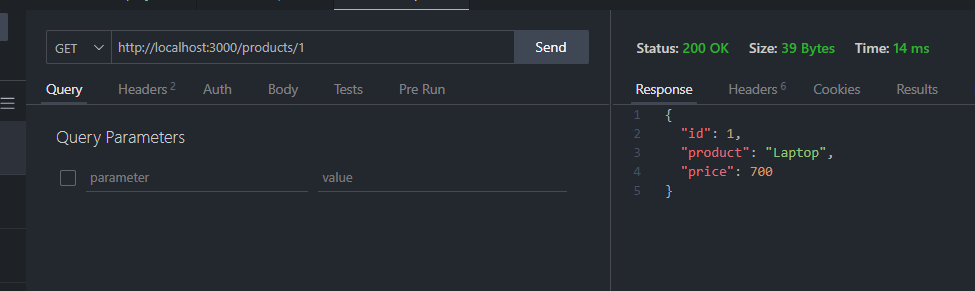 GET http://localhost:3000/products/1 Send
Query Headers 2 Auth Body Tests Pre Run
Query Parameters
parameter value
Status: 200 OK Size: 39 Bytes Time: 14 ms
Response Headers 6 Cookies Results
1 {
2 "id": 1,
3 "product": "Laptop",
4 "price": 700
5 }